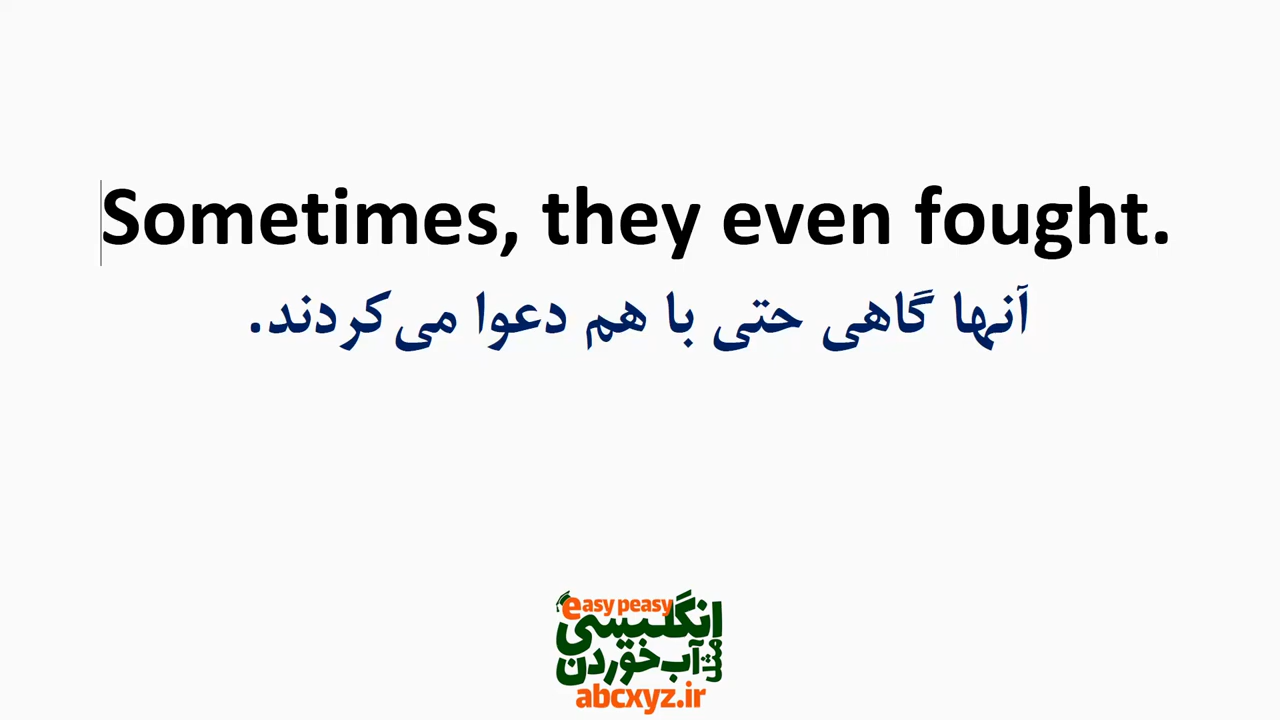 Sometimes, they even fought.
آنها گاهی حتی با هم دعوا می‌کردند.
easy peasy
انگلیسی
مثل آب خوردن
abcxyz.ir